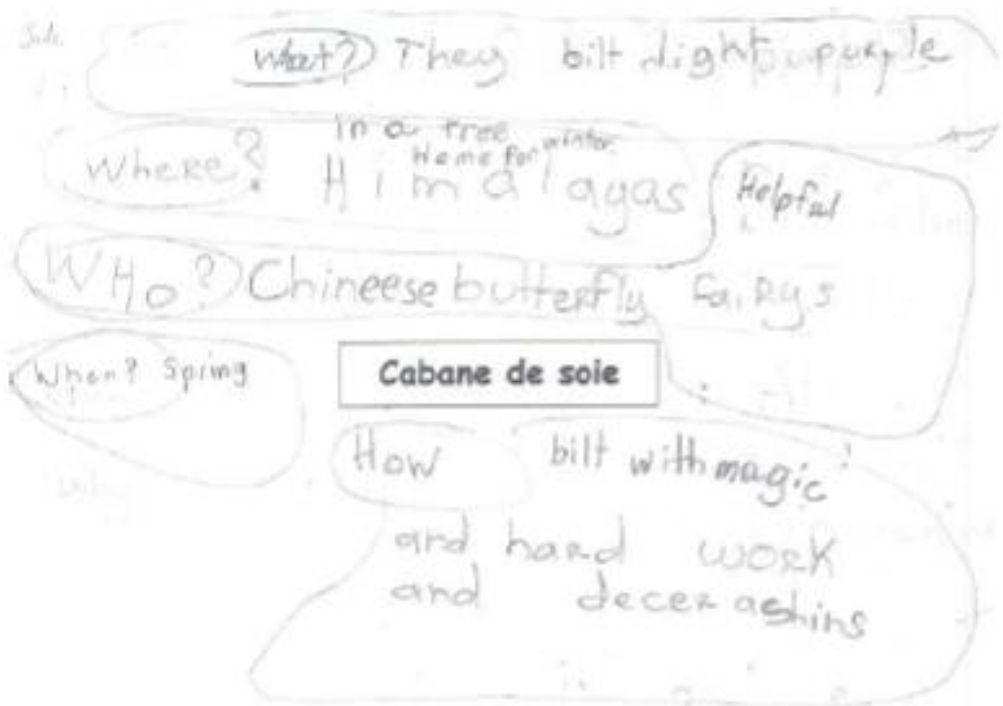 What? They bilt light purple
in a tree
Home for winter
Where? Himalayas
Helpful
WHo? Chineese butterfly fairys
When? Spring
Cabane de soie
How bilt with magic
and hard work
and decerashins